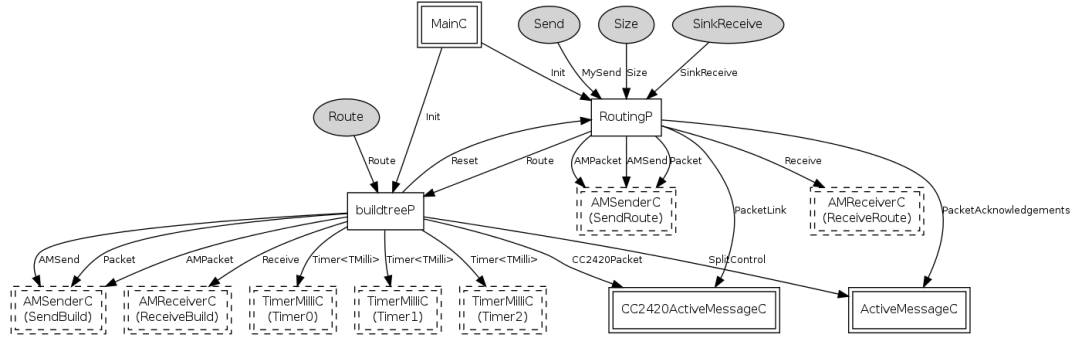 MainC
Send
Size
SinkReceive
Init
MySend
Size
SinkReceive
Route
RoutingP
Init
Route
Reset
Route
AMPacket
AMSend
Packet
Receive
buildtreeP
AMSenderC
(SendRoute)
PacketLink
AMReceiverC
(ReceiveRoute)
PacketAcknowledgements
AMSend
Packet
AMPacket
Receive
Timer<TMilli>
Timer<TMilli>
Timer<TMilli>
CC2420Packet
SplitControl
AMSenderC
(SendBuild)
AMReceiverC
(ReceiveBuild)
TimerMilliC
(Timer0)
TimerMilliC
(Timer1)
TimerMilliC
(Timer2)
CC2420ActiveMessageC
ActiveMessageC